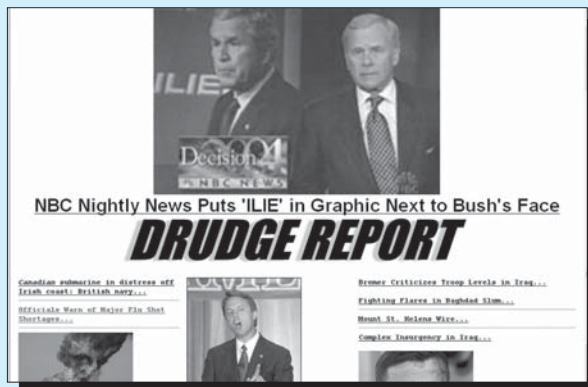 ILIE
Decision 2004
NBC NEWS
NBC Nightly News Puts 'ILIE' in Graphic Next to Bush's Face
DRUDGE REPORT
Canadian submarine in distress off
Irish coast: British navy...
Officials Warn of Major Flu Shot
Shortages...
Bremer Criticizes Troop Levels in Iraq...
Fighting Flares in Baghdad Slum...
Mount St. Helens Wire...
Complex Insurgency in Iraq...